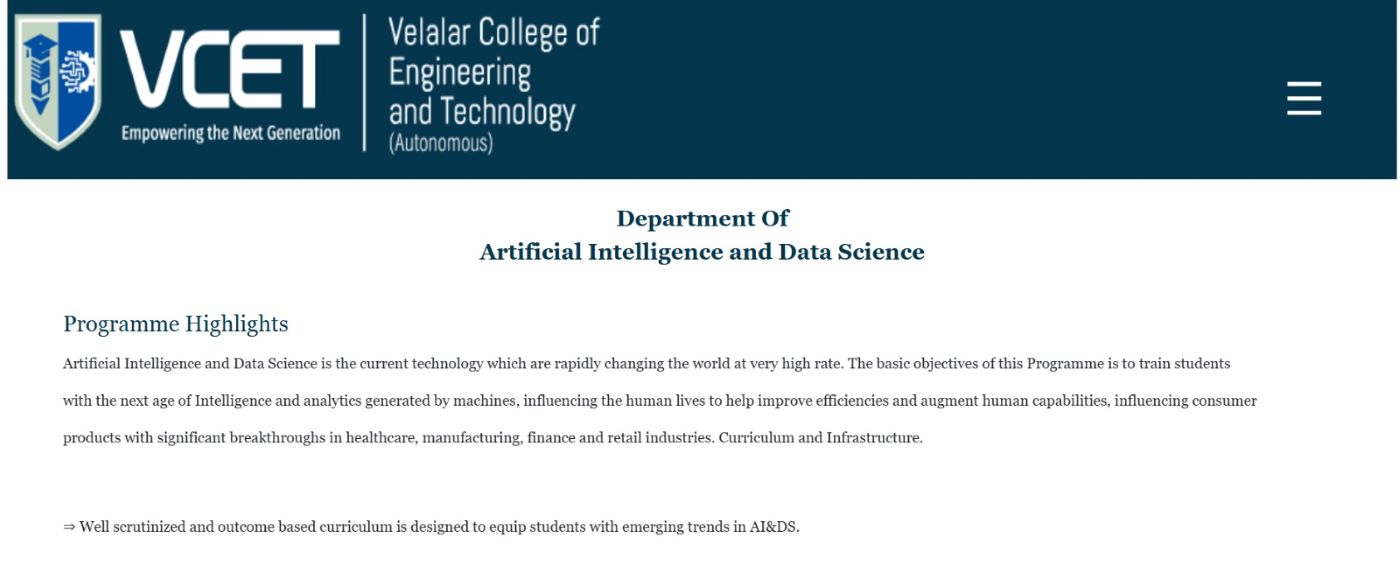 VCET
Empowering the Next Generation
Velalar College of
Engineering
and Technology
(Autonomous)
Department Of
Artificial Intelligence and Data Science
Programme Highlights
Artificial Intelligence and Data Science is the current technology which are rapidly changing the world at very high rate. The basic objectives of this Programme is to train students
with the next age of Intelligence and analytics generated by machines, influencing the human lives to help improve efficiencies and augment human capabilities, influencing consumer
products with significant breakthroughs in healthcare, manufacturing, finance and retail industries. Curriculum and Infrastructure.
⇒ Well scrutinized and outcome based curriculum is designed to equip students with emerging trends in AI&DS.